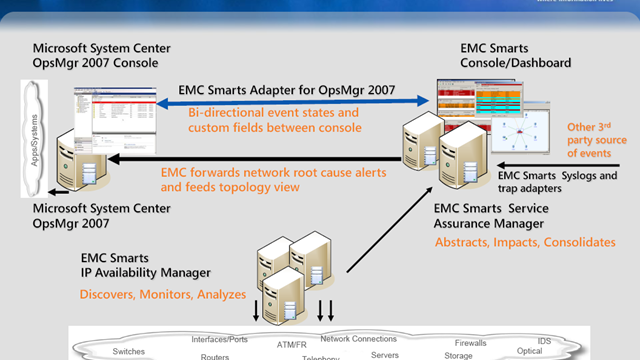 where information lives
Microsoft System Center
OpsMgr 2007 Console
EMC Smarts
Console/Dashboard
EMC Smarts Adapter for OpsMgr 2007
Bi-directional event states and
custom fields between console
Apps/Systems
Other 3rd
party source
of events
EMC forwards network root cause alerts
and feeds topology view
EMC Smarts Syslogs and
trap adapters
Microsoft System Center
OpsMgr 2007
EMC Smarts Service
Assurance Manager
Abstracts, Impacts, Consolidates
EMC Smarts
IP Availability Manager
Discovers, Monitors, Analyzes
Interfaces/Ports
Network Connections
ATM/FR
Firewalls
IDS
Switches
Optical
Routers
Telephony
Servers
Storage